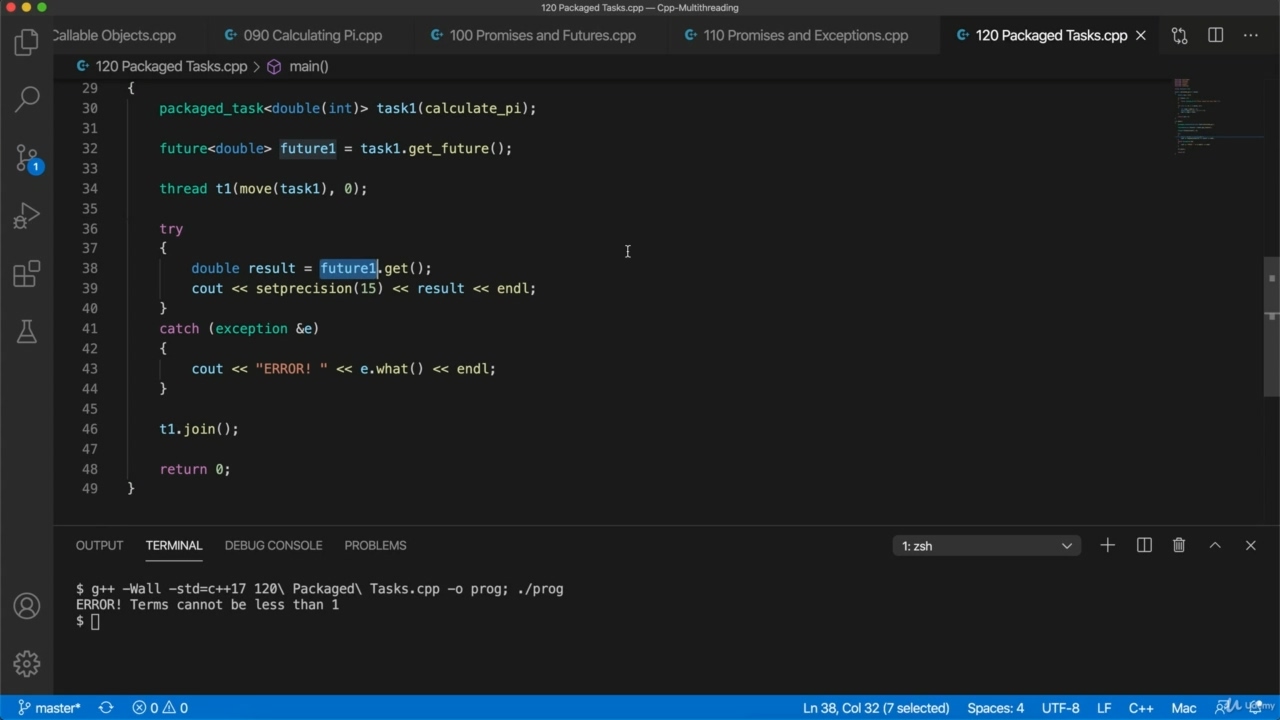 120 Packaged Tasks.cpp — Cpp-Multithreading
Callable Objects.cpp
090 Calculating Pi.cpp
100 Promises and Futures.cpp
110 Promises and Exceptions.cpp
120 Packaged Tasks.cpp
120 Packaged Tasks.cpp > main()
29 {
30 packaged_task<double(int)> task1(calculate_pi);
31
32 future<double> future1 = task1.get_future();
33
34 thread t1(move(task1), 0);
35
36 try
37 {
38 double result = future1.get();
39 cout << setprecision(15) << result << endl;
40 }
41 catch (exception &e)
42 {
43 cout << "ERROR! " << e.what() << endl;
44 }
45
46 t1.join();
47
48 return 0;
49 }
1
OUTPUT TERMINAL DEBUG CONSOLE PROBLEMS
1: zsh
$ g++ -Wall -std=c++17 120\ Packaged\ Tasks.cpp -o prog; ./prog
ERROR! Terms cannot be less than 1
$
master* 0 0 Ln 38, Col 32 (7 selected) Spaces: 4 UTF-8 LF C++ Mac
Udemy